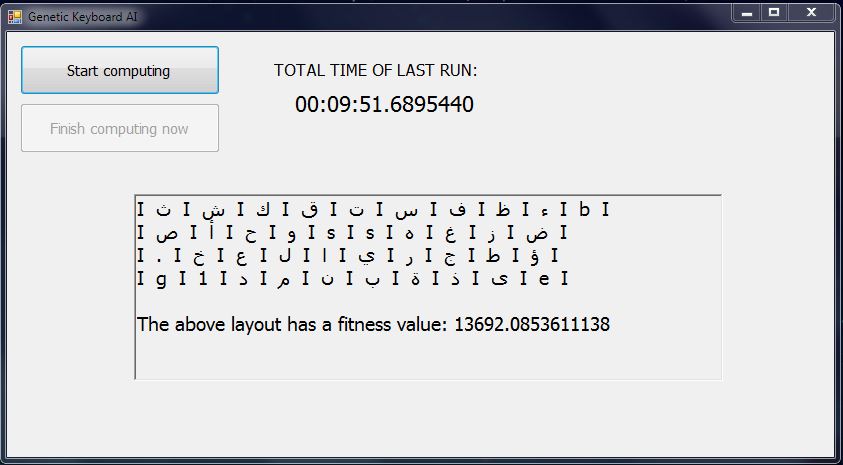 Genetic Keyboard AI
Start computing
TOTAL TIME OF LAST RUN:
00:09:51.6895440
Finish computing now
I ث I ش I ك I ق I ت I س I ف I ظ I ء I b I
I ص I أ I ح I و I s I s I ه I غ I ز I ض I
I . I خ I ع I ل I ا I ي I ر I ج I ط I ؤ I
I g I 1 I د I م I ن I ب I ة I ذ I ى I e I
The above layout has a fitness value: 13692.0853611138